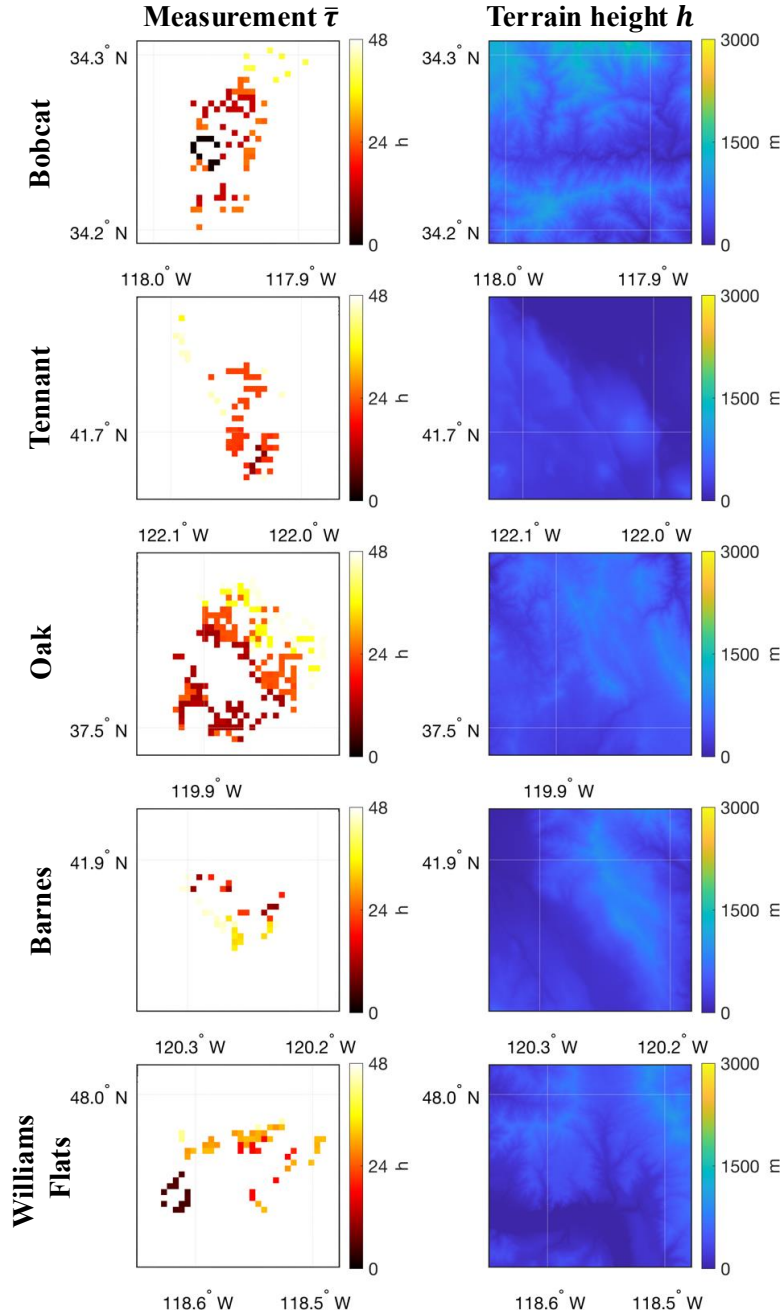 Measurement τ̄ Terrain height h
Bobcat
34.3° N 48 34.3° N 3000
24 h 1500 m
34.2° N 0 34.2° N 0
118.0° W 117.9° W 118.0° W 117.9° W
Tennant
48 3000
24 h 1500 m
41.7° N 41.7° N
0 0
122.1° W 122.0° W 122.1° W 122.0° W
Oak
48 3000
24 h 1500 m
37.5° N 0 37.5° N 0
119.9° W 119.9° W
Barnes
48 3000
41.9° N 41.9° N
24 h 1500 m
0 0
120.3° W 120.2° W 120.3° W 120.2° W
Williams
Flats
48 3000
48.0° N 48.0° N
24 h 1500 m
0 0
118.6° W 118.5° W 118.6° W 118.5° W